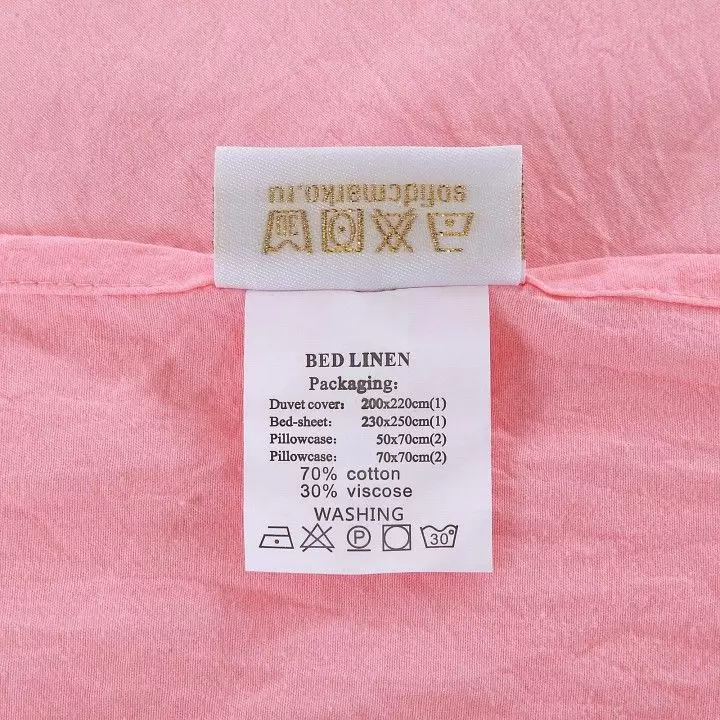 sofidemarko.ru
BED LINEN
Packaging:
Duvet cover: 200x220cm(1)
Bed-sheet: 230x250cm(1)
Pillowcase: 50x70cm(2)
Pillowcase: 70x70cm(2)
70% cotton
30% viscose
WASHING
P 30°